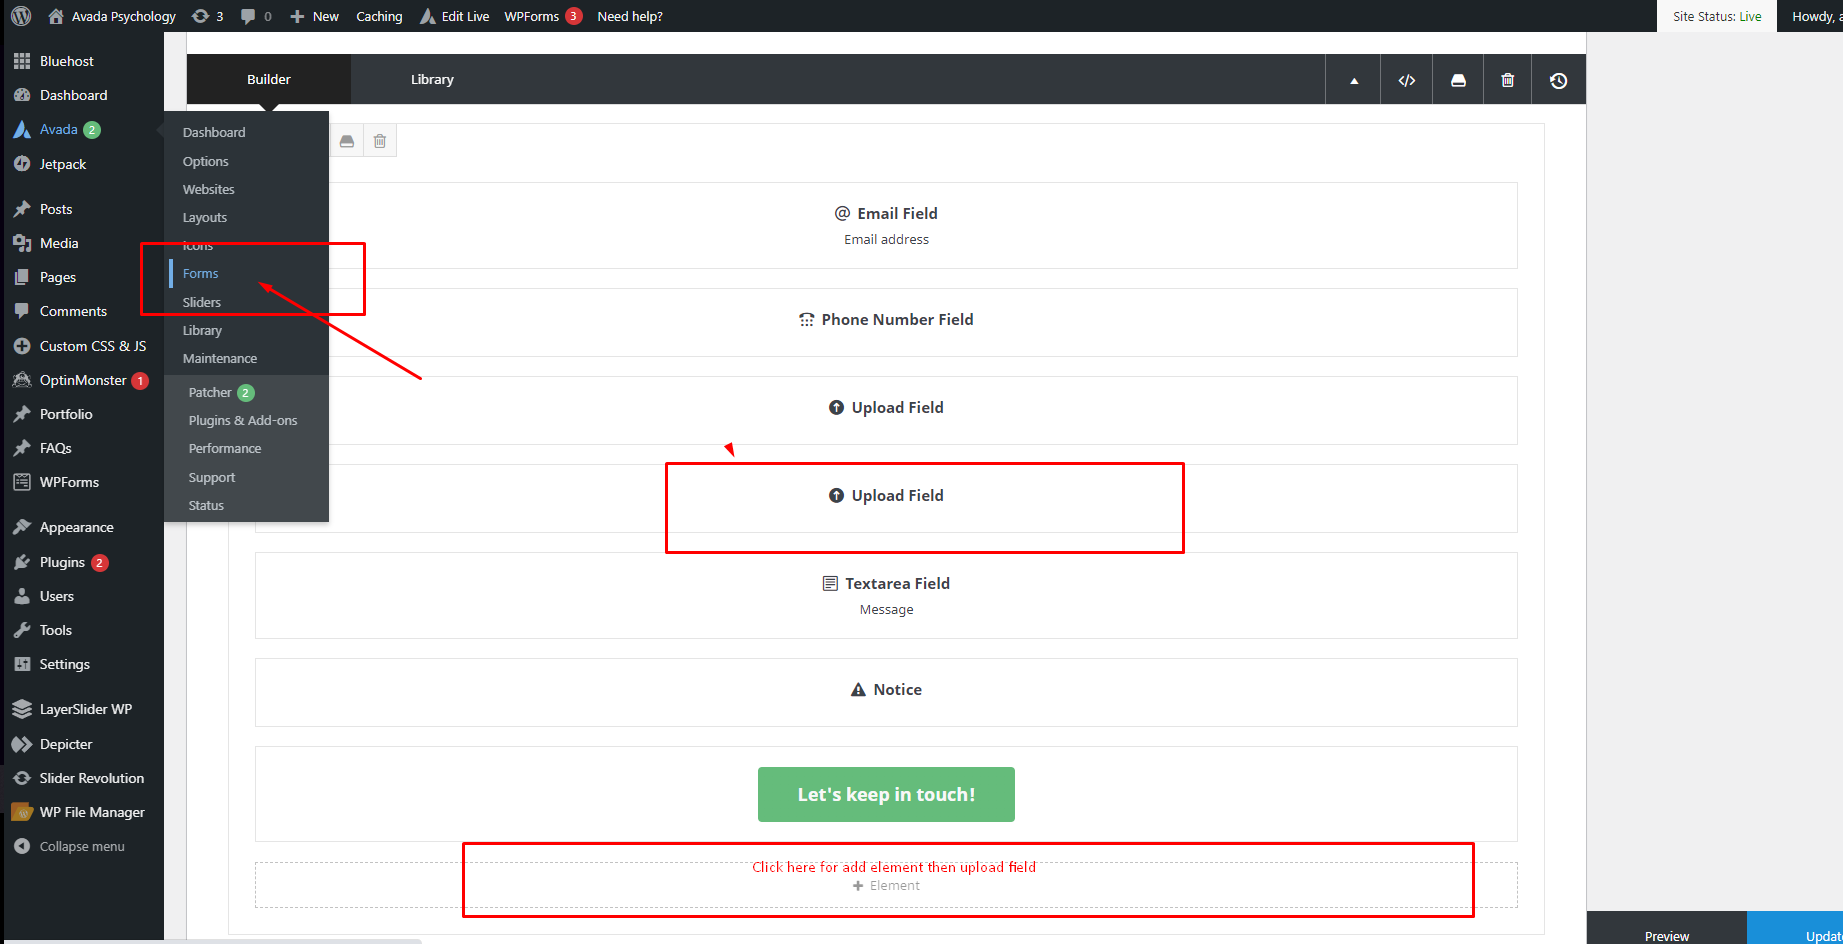 Avada Psychology 3 0 New Caching Edit Live WPForms 3 Need help? Site Status: Live Howdy,
Bluehost
Dashboard
Avada 2
Jetpack
Posts
Media
Pages
Comments
Custom CSS & JS
OptinMonster 1
Portfolio
FAQs
WPForms
Appearance
Plugins 2
Users
Tools
Settings
LayerSlider WP
Depicter
Slider Revolution
WP File Manager
Collapse menu
Dashboard
Options
Websites
Layouts
Icons
Forms
Sliders
Library
Maintenance
Patcher 2
Plugins & Add-ons
Performance
Support
Status
Builder Library
Email Field
Email address
Phone Number Field
Upload Field
Upload Field
Textarea Field
Message
Notice
Let's keep in touch!
Click here for add element then upload field
+ Element
Preview